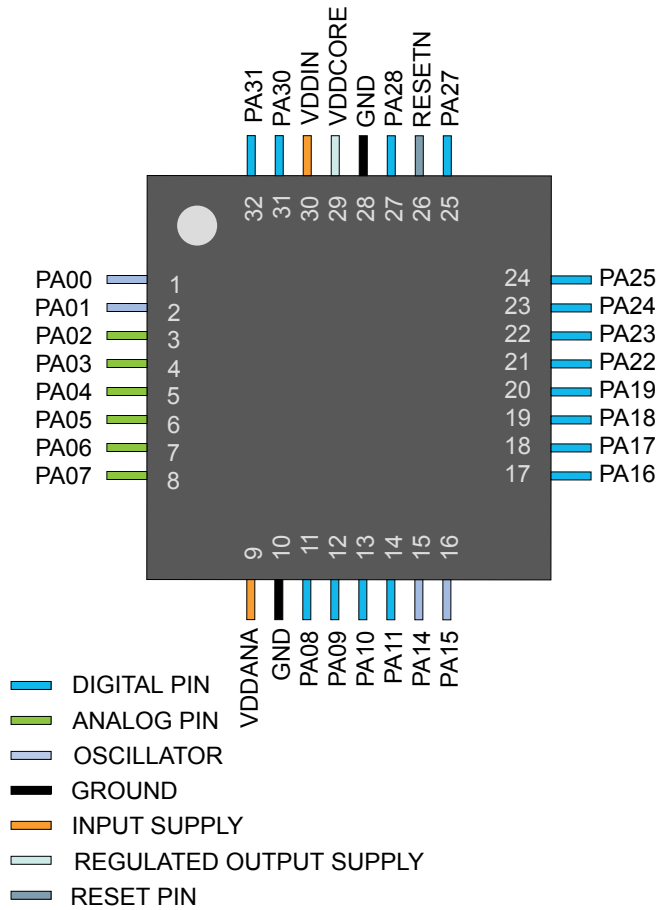 PA31
PA30
VDDIN
VDDCORE
GND
PA28
RESETN
PA27
32
31
30
29
28
27
26
25
PA00
1
PA01
2
PA02
3
PA03
4
PA04
5
PA05
6
PA06
7
PA07
8
24
PA25
23
PA24
22
PA23
21
PA22
20
PA19
19
PA18
18
PA17
17
PA16
9
10
11
12
13
14
15
16
VDDANA
GND
PA08
PA09
PA10
PA11
PA14
PA15
DIGITAL PIN
ANALOG PIN
OSCILLATOR
GROUND
INPUT SUPPLY
REGULATED OUTPUT SUPPLY
RESET PIN